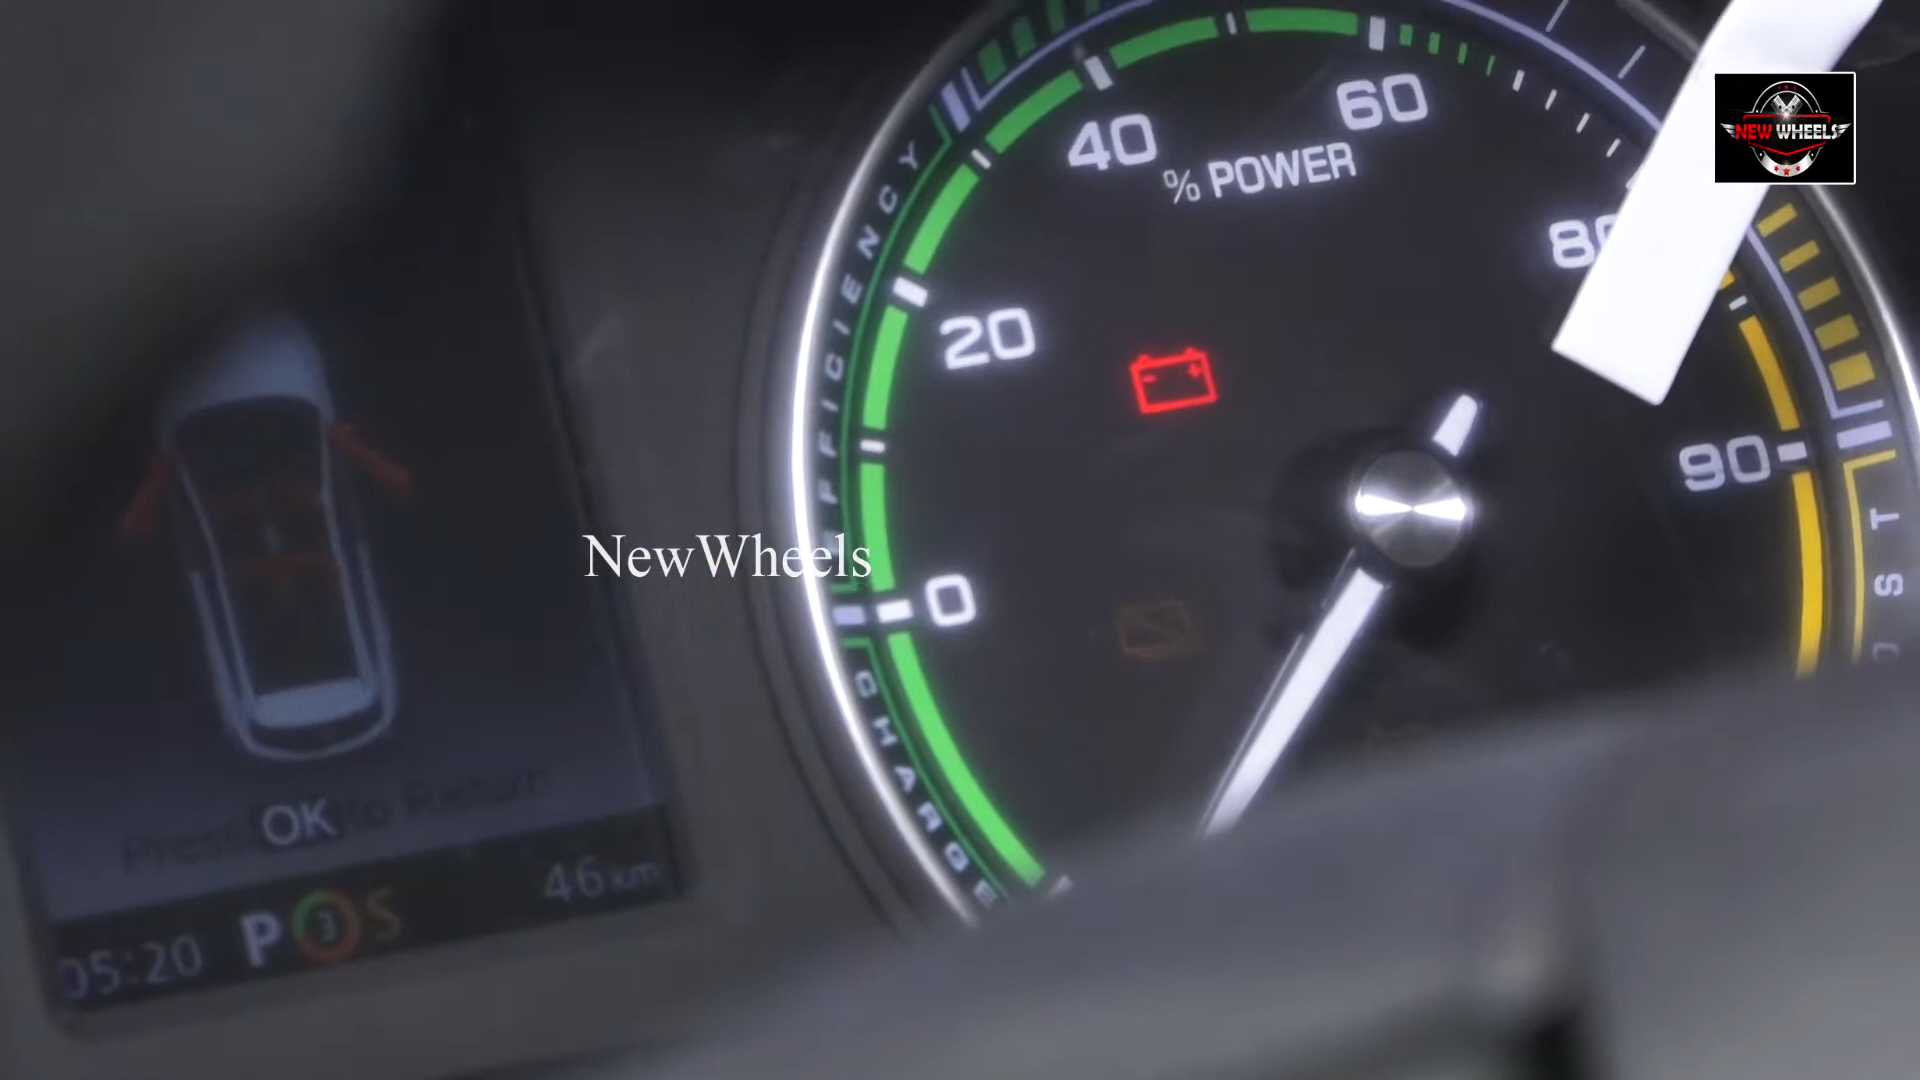 40
60
% POWER
NEW WHEELS
20
80
90
EFFICIENCY
NewWheels
0
CHARGE
Press OK to Return
46 km
05:20 P 3 S